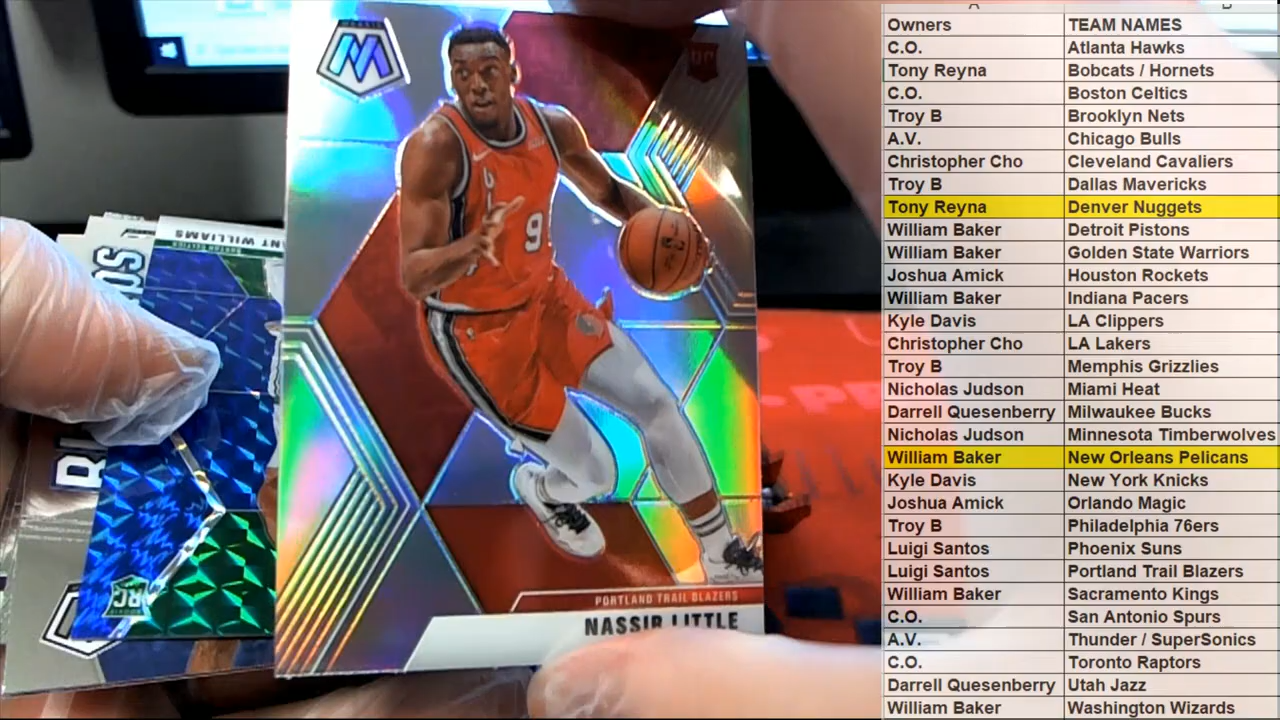 9
PORTLAND TRAIL BLAZERS
NASSIR LITTLE
RC
WILLIAMS
Owners TEAM NAMES
C.O. Atlanta Hawks
Tony Reyna Bobcats / Hornets
C.O. Boston Celtics
Troy B Brooklyn Nets
A.V. Chicago Bulls
Christopher Cho Cleveland Cavaliers
Troy B Dallas Mavericks
Tony Reyna Denver Nuggets
William Baker Detroit Pistons
William Baker Golden State Warriors
Joshua Amick Houston Rockets
William Baker Indiana Pacers
Kyle Davis LA Clippers
Christopher Cho LA Lakers
Troy B Memphis Grizzlies
Nicholas Judson Miami Heat
Darrell Quesenberry Milwaukee Bucks
Nicholas Judson Minnesota Timberwolves
William Baker New Orleans Pelicans
Kyle Davis New York Knicks
Joshua Amick Orlando Magic
Troy B Philadelphia 76ers
Luigi Santos Phoenix Suns
Luigi Santos Portland Trail Blazers
William Baker Sacramento Kings
C.O. San Antonio Spurs
A.V. Thunder / SuperSonics
C.O. Toronto Raptors
Darrell Quesenberry Utah Jazz
William Baker Washington Wizards